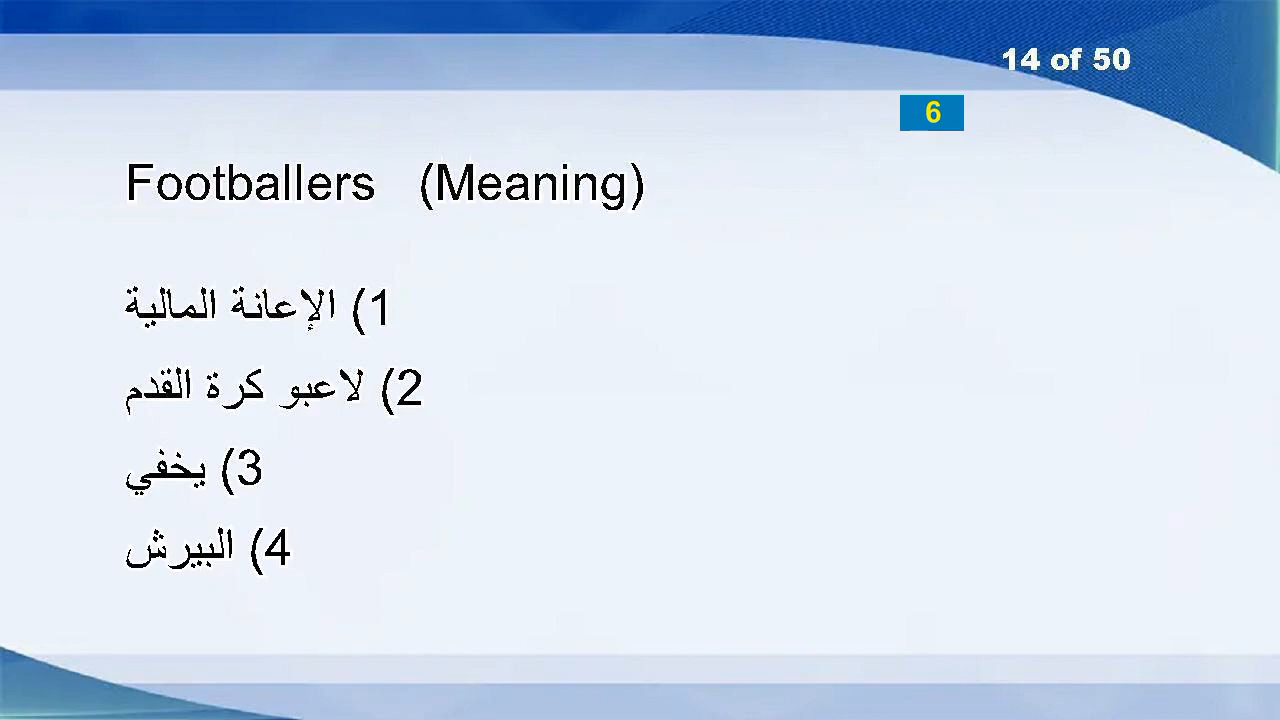 14 of 50
6
Footballers (Meaning)
1) الإعانة المالية
2) لاعبو كرة القدم
3) يخفي
4) البيرش